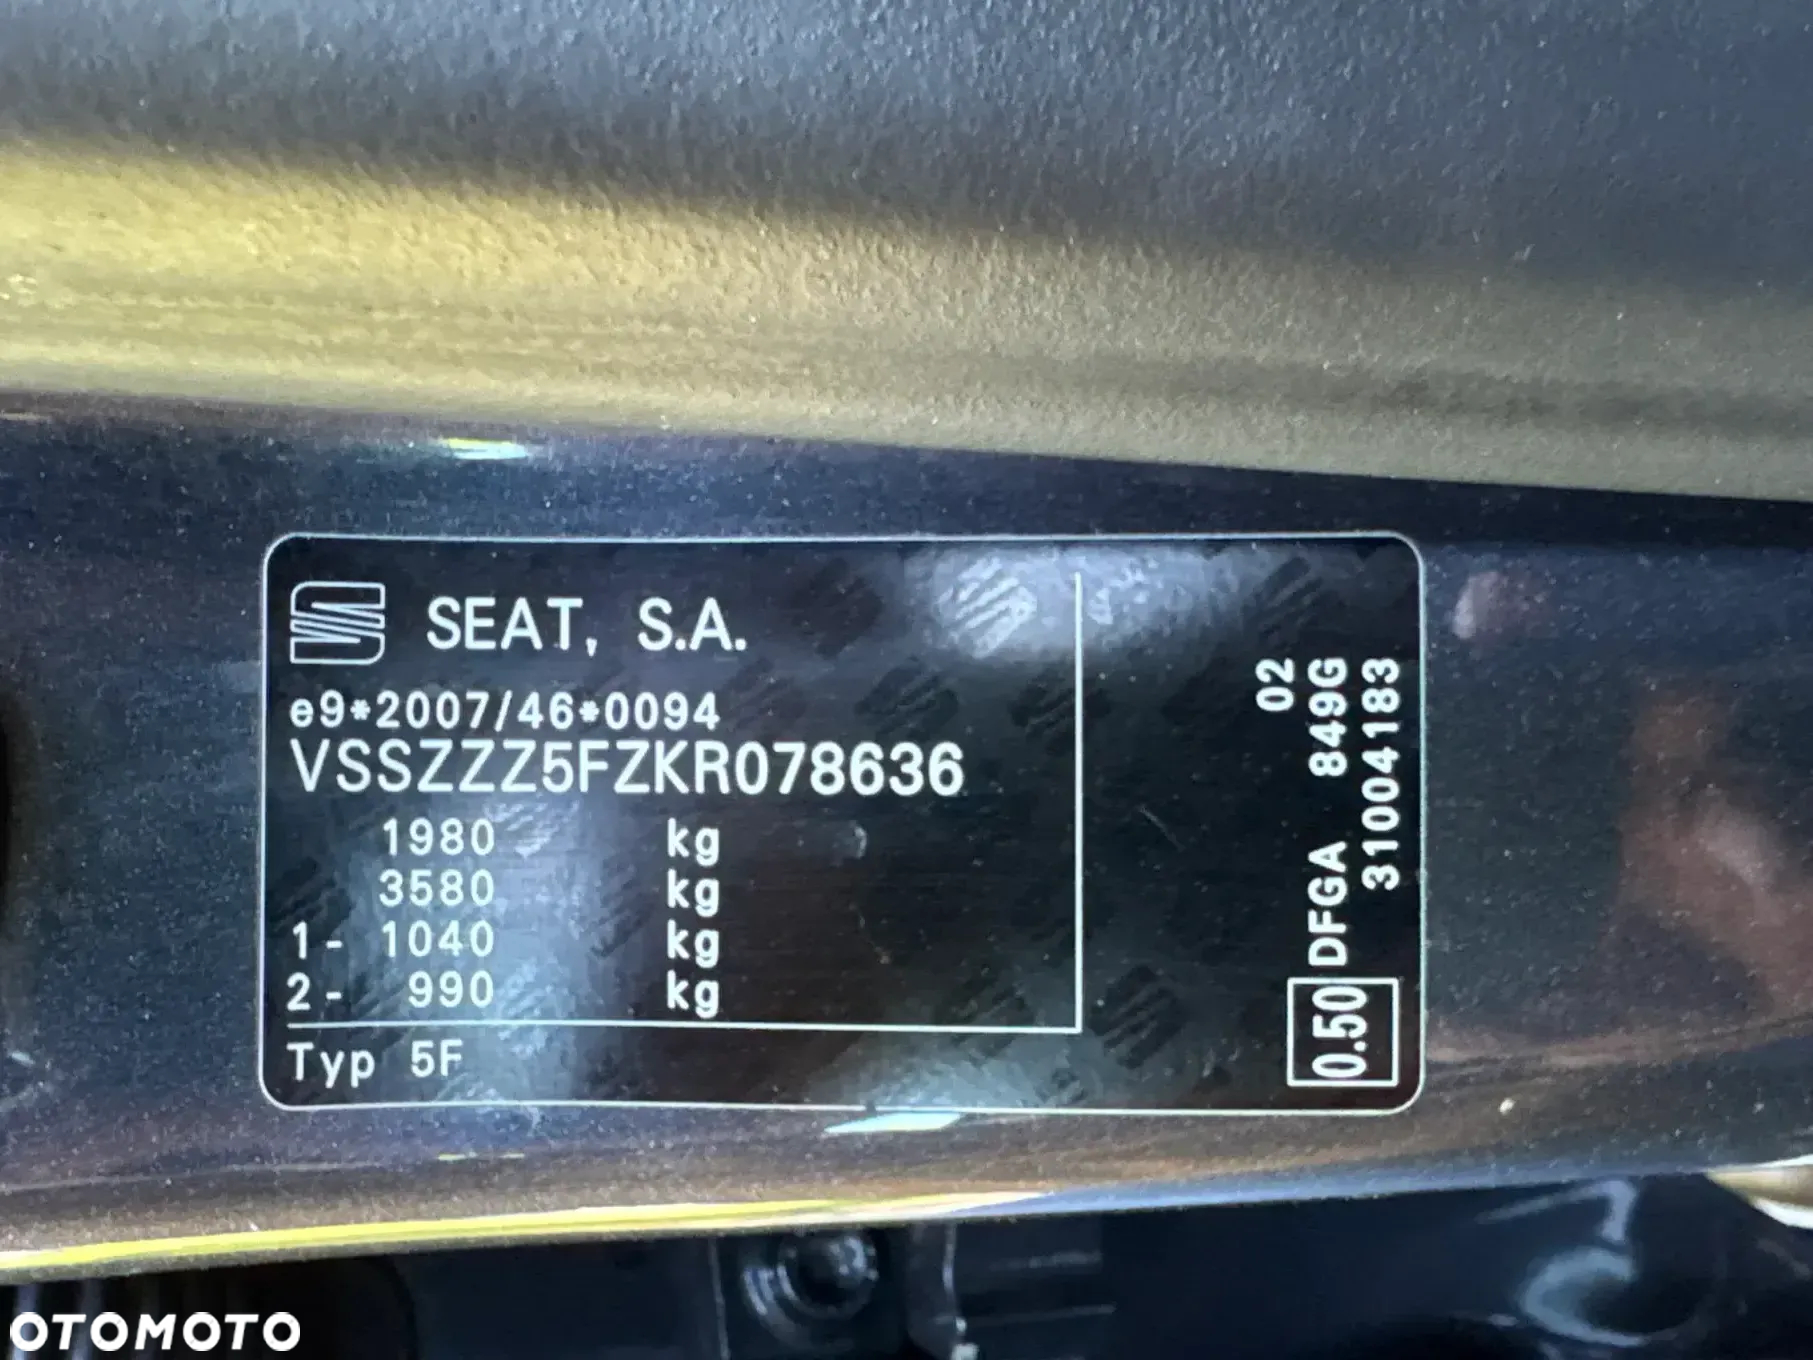 SEAT, S.A.
e9*2007/46*0094
VSSZZZ5FZKR078636
1980 kg
3580 kg
1- 1040 kg
2- 990 kg
Typ 5F
02
0.50 DFGA 849G
31004183
OTOMOTO